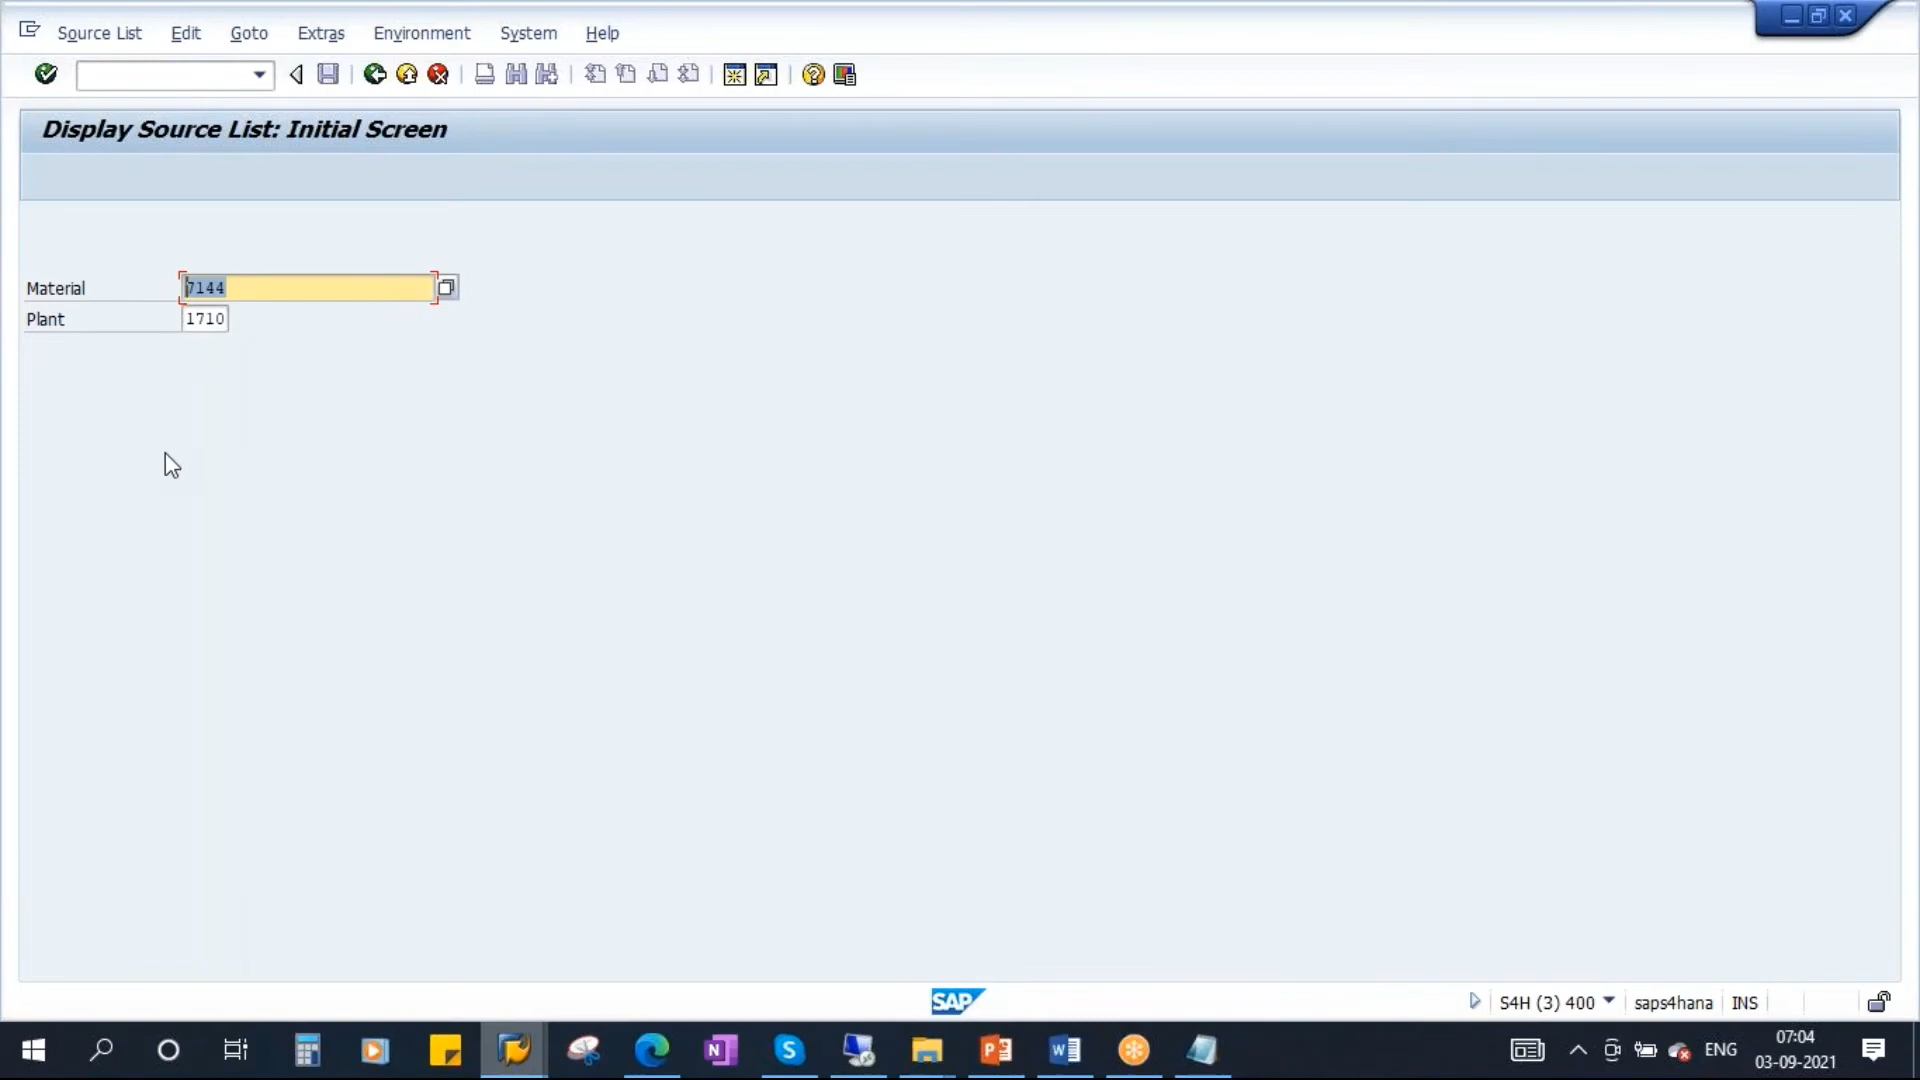 Source List Edit Goto Extras Environment System Help
Display Source List: Initial Screen
Material 7144
Plant 1710
SAP
S4H (3) 400 saps4hana INS
N S P W
ENG
07:04
03-09-2021